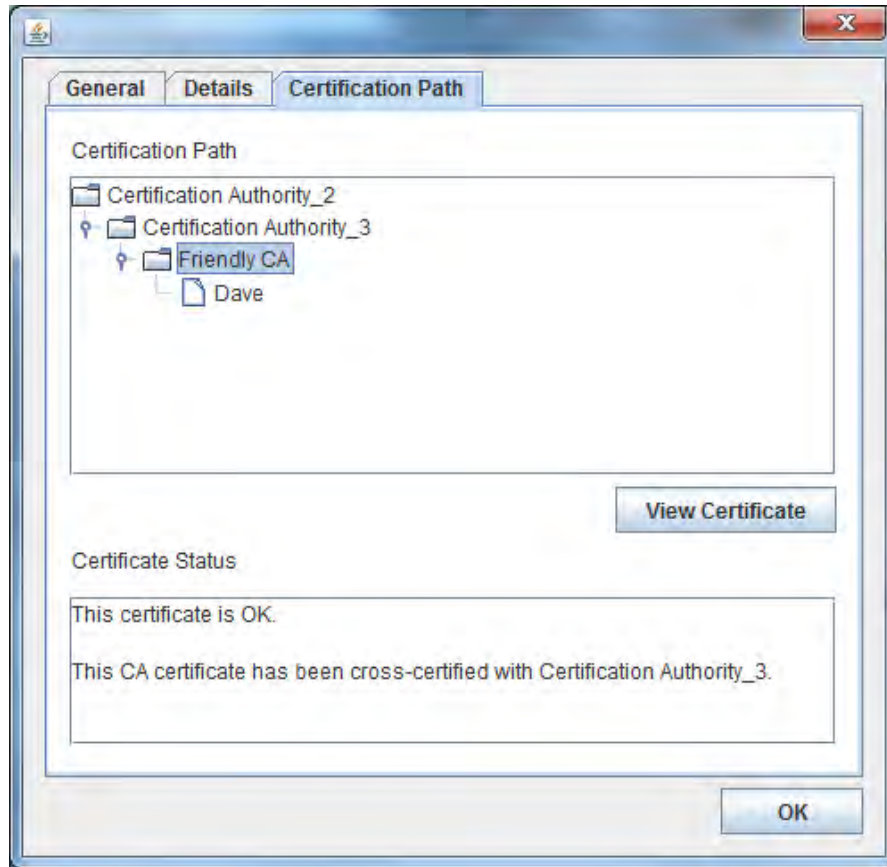 General Details Certification Path
Certification Path
Certification Authority_2
Certification Authority_3
Friendly CA
Dave
View Certificate
Certificate Status
This certificate is OK.
This CA certificate has been cross-certified with Certification Authority_3.
OK